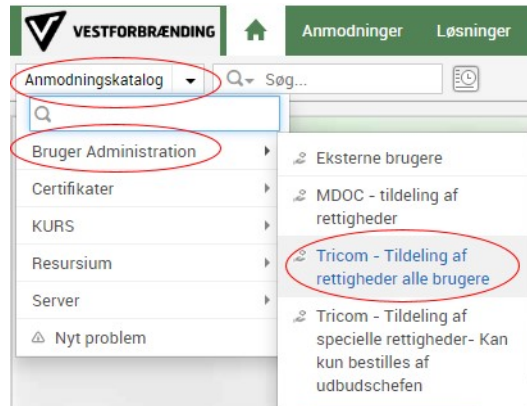 VESTFORBRÆNDING
Anmodninger
Løsninger
Anmodningskatalog
Søg...
Bruger Administration
Certifikater
KURS
Resursium
Server
Nyt problem
Eksterne brugere
MDOC - tildeling af
rettigheder
Tricom - Tildeling af
rettigheder alle brugere
Tricom - Tildeling af
specielle rettigheder- Kan
kun bestilles af
udbudschefen